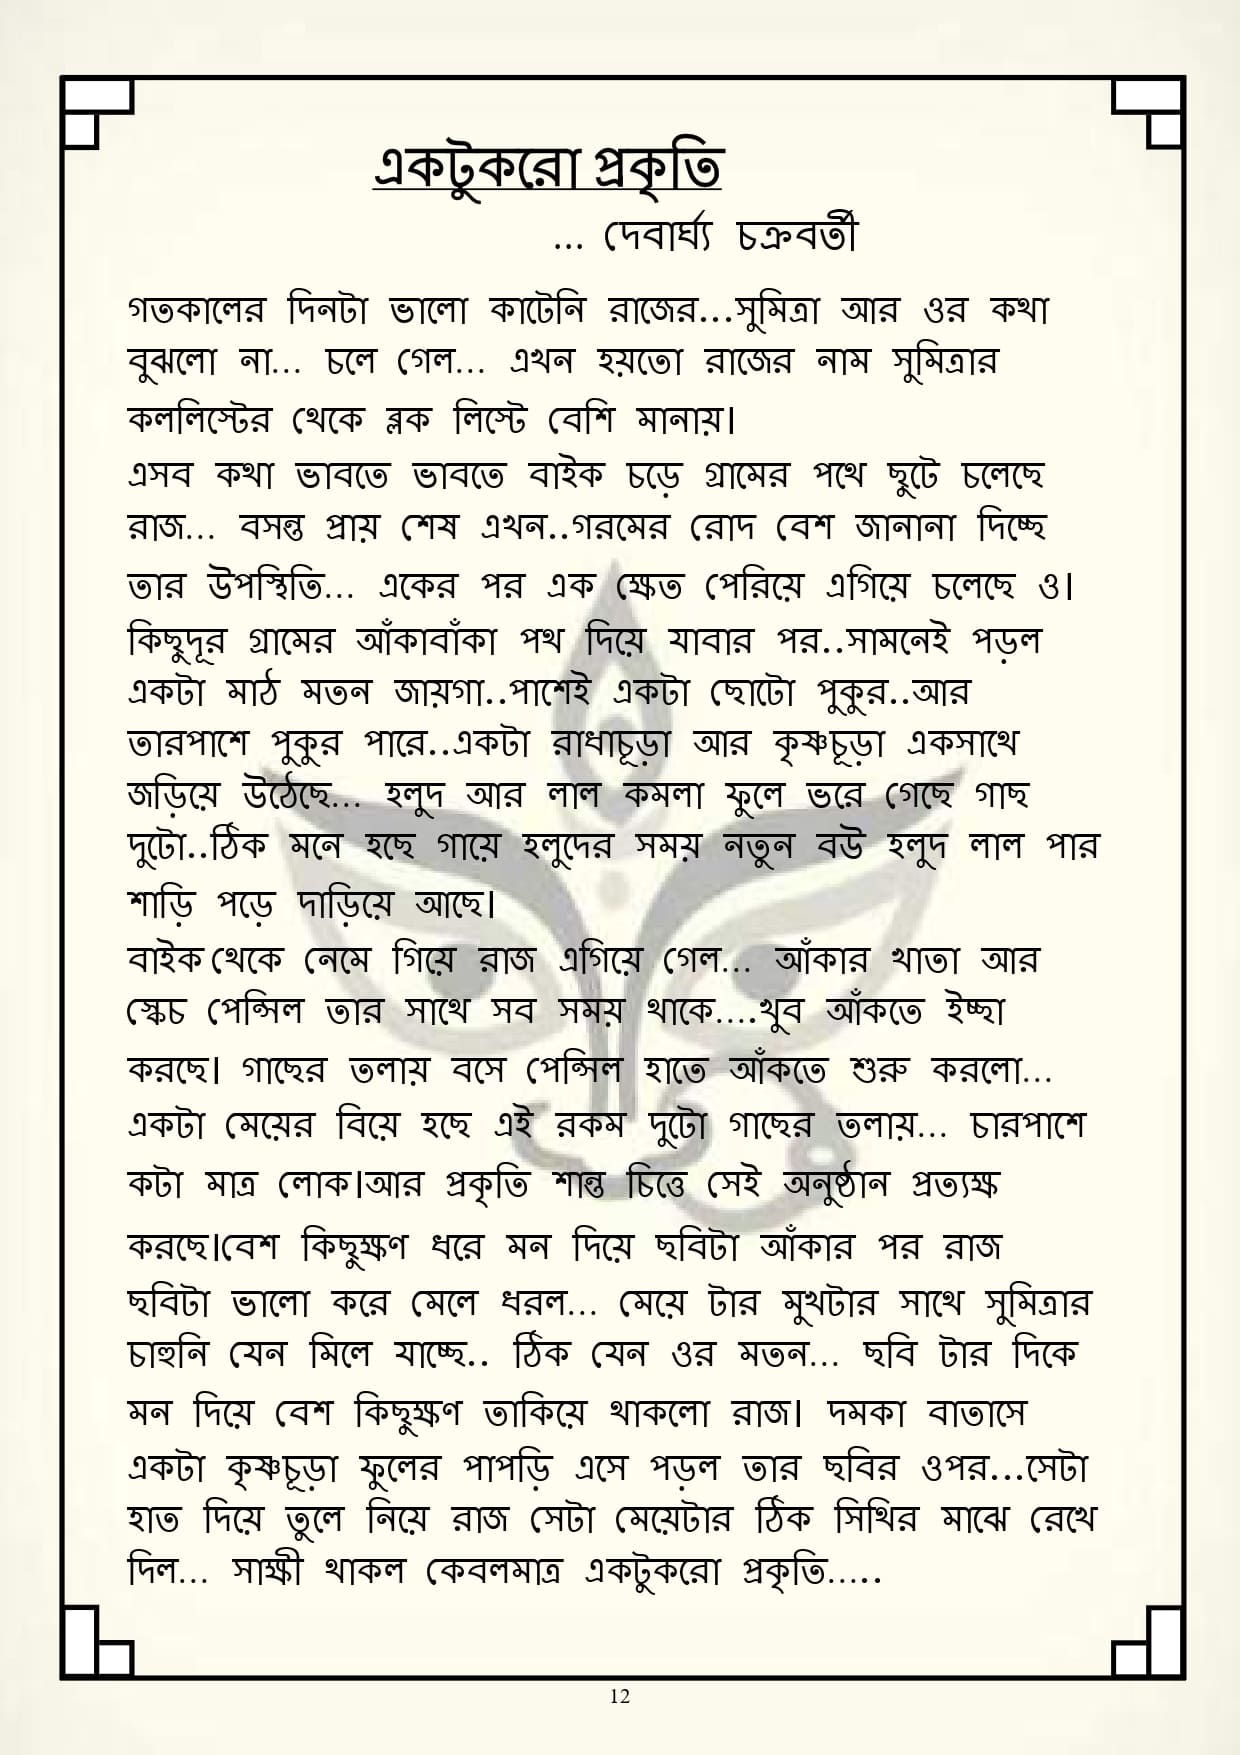 একটুকরো প্রকৃতি
... দেবার্ঘ্য চক্রবর্তী
গতকালের দিনটা ভালো কাটেনি রাজের...সুমিত্রা আর ওর কথা
বুঝলো না... চলে গেল... এখন হয়তো রাজের নাম সুমিত্রার
কললিস্টের থেকে ব্লক লিস্টে বেশি মানায়।
এসব কথা ভাবতে ভাবতে বাইক চড়ে গ্রামের পথে ছুটে চলেছে
রাজ... বসন্ত প্রায় শেষ এখন..গরমের রোদ বেশ জানানা দিচ্ছে
তার উপস্থিতি... একের পর এক ক্ষেত পেরিয়ে এগিয়ে চলেছে ও।
কিছুদূর গ্রামের আঁকাবাঁকা পথ দিয়ে যাবার পর..সামনেই পড়ল
একটা মাঠ মতন জায়গা..পাশেই একটা ছোটো পুকুর..আর
তারপাশে পুকুর পারে..একটা রাধাচূড়া আর কৃষ্ণচূড়া একসাথে
জড়িয়ে উঠেছে... হলুদ আর লাল কমলা ফুলে ভরে গেছে গাছ
দুটো..ঠিক মনে হছে গায়ে হলুদের সময় নতুন বউ হলুদ লাল পার
শাড়ি পড়ে দাড়িয়ে আছে।
বাইক থেকে নেমে গিয়ে রাজ এগিয়ে গেল... আঁকার খাতা আর
স্কেচ পেন্সিল তার সাথে সব সময় থাকে....খুব আঁকতে ইচ্ছা
করছে। গাছের তলায় বসে পেন্সিল হাতে আঁকতে শুরু করলো...
একটা মেয়ের বিয়ে হছে এই রকম দুটো গাছের তলায়... চারপাশে
কটা মাত্র লোক।আর প্রকৃতি শান্ত চিত্তে সেই অনুষ্ঠান প্রত্যক্ষ
করছে।বেশ কিছুক্ষণ ধরে মন দিয়ে ছবিটা আঁকার পর রাজ
ছবিটা ভালো করে মেলে ধরল... মেয়ে টার মুখটার সাথে সুমিত্রার
চাহুনি যেন মিলে যাচ্ছে.. ঠিক যেন ওর মতন... ছবি টার দিকে
মন দিয়ে বেশ কিছুক্ষণ তাকিয়ে থাকলো রাজ। দমকা বাতাসে
একটা কৃষ্ণচূড়া ফুলের পাপড়ি এসে পড়ল তার ছবির ওপর...সেটা
হাত দিয়ে তুলে নিয়ে রাজ সেটা মেয়েটার ঠিক সিথির মাঝে রেখে
দিল... সাক্ষী থাকল কেবলমাত্র একটুকরো প্রকৃতি.....
12